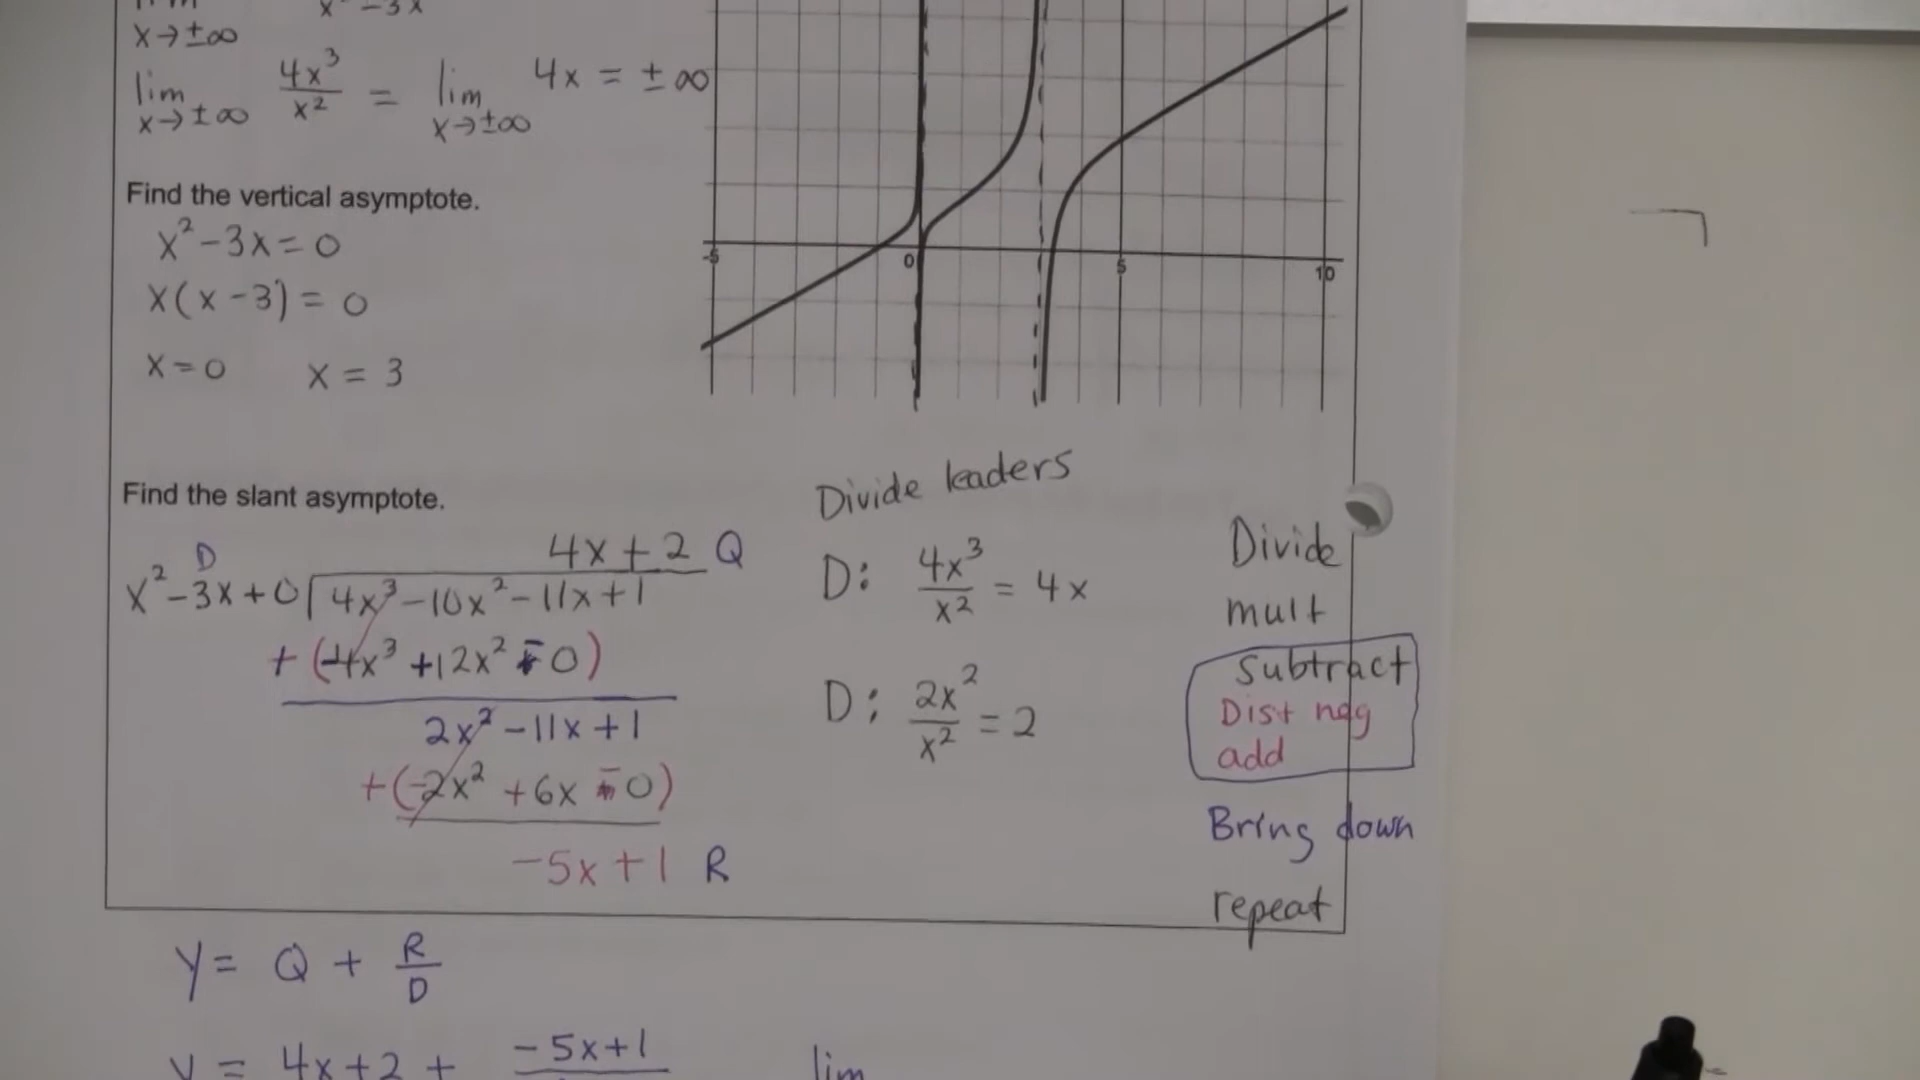 x² - 3x
x→±∞
lim 4x³/x² = lim 4x = ±∞
x→±∞ x→±∞
Find the vertical asymptote.
x² - 3x = 0
x(x - 3) = 0
x = 0 x = 3
-5 0 5 10
Find the slant asymptote.
4x + 2 Q
D
x² - 3x + 0 4x³ - 10x² - 11x + 1
+ (-4x³ + 12x² - 0)
2x² - 11x + 1
+ (-2x² + 6x - 0)
-5x + 1 R
Divide leaders
D: 4x³/x² = 4x
D: 2x²/x² = 2
Divide
mult
Subtract
Dist neg
add
Bring down
repeat
y = Q + R/D
y = 4x + 2 + -5x+1
lim